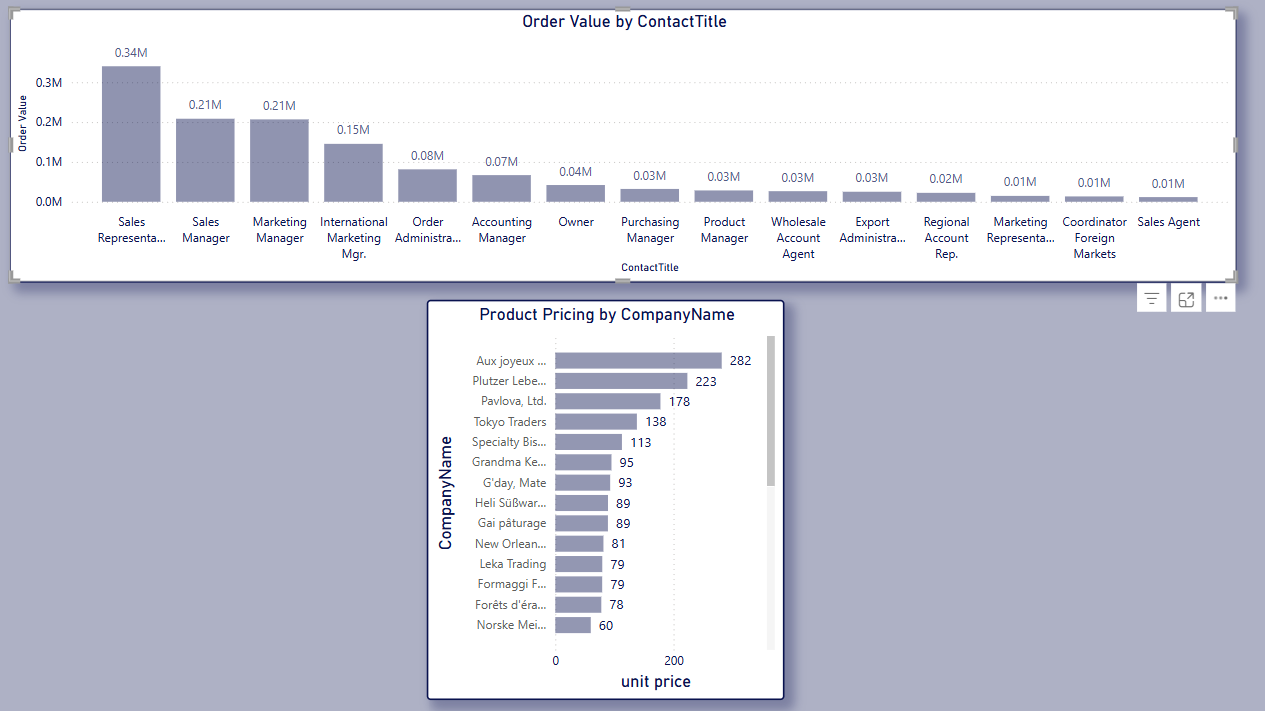 Order Value by ContactTitle
Order Value
0.3M
0.2M
0.1M
0.0M
0.34M
0.21M
0.21M
0.15M
0.08M
0.07M
0.04M
0.03M
0.03M
0.03M
0.03M
0.02M
0.01M
0.01M
0.01M
Sales
Representa...
Sales
Manager
Marketing
Manager
International
Marketing
Mgr.
Order
Administra...
Accounting
Manager
Owner
Purchasing
Manager
Product
Manager
Wholesale
Account
Agent
Export
Administra...
Regional
Account
Rep.
Marketing
Representa...
Coordinator
Foreign
Markets
Sales Agent
ContactTitle
Product Pricing by CompanyName
CompanyName
Aux joyeux ... 282
Plutzer Lebe... 223
Pavlova, Ltd. 178
Tokyo Traders 138
Specialty Bis... 113
Grandma Ke... 95
G'day, Mate 93
Heli Süßwar... 89
Gai pâturage 89
New Orlean... 81
Leka Trading 79
Formaggi F... 79
Forêts d'éra... 78
Norske Mei... 60
0 200
unit price